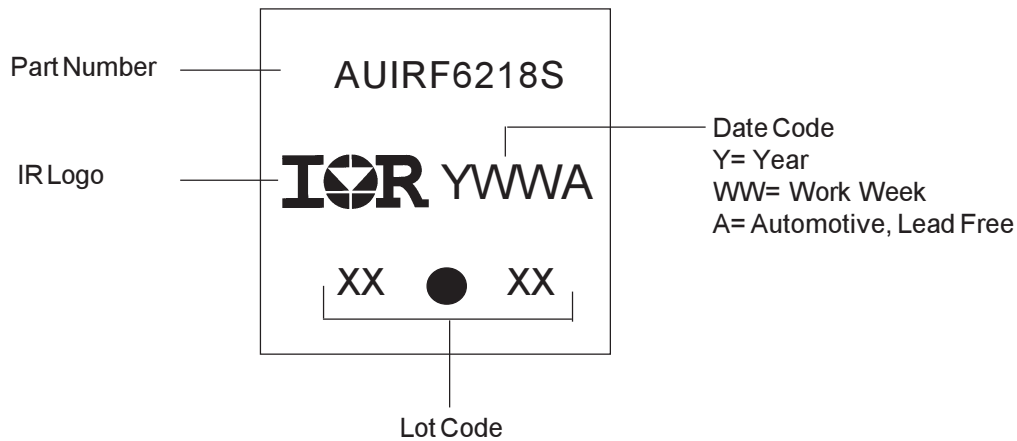 Part Number
AUIRF6218S
IR Logo
IOR YWWA
Date Code
Y= Year
WW= Work Week
A= Automotive, Lead Free
XX XX
Lot Code